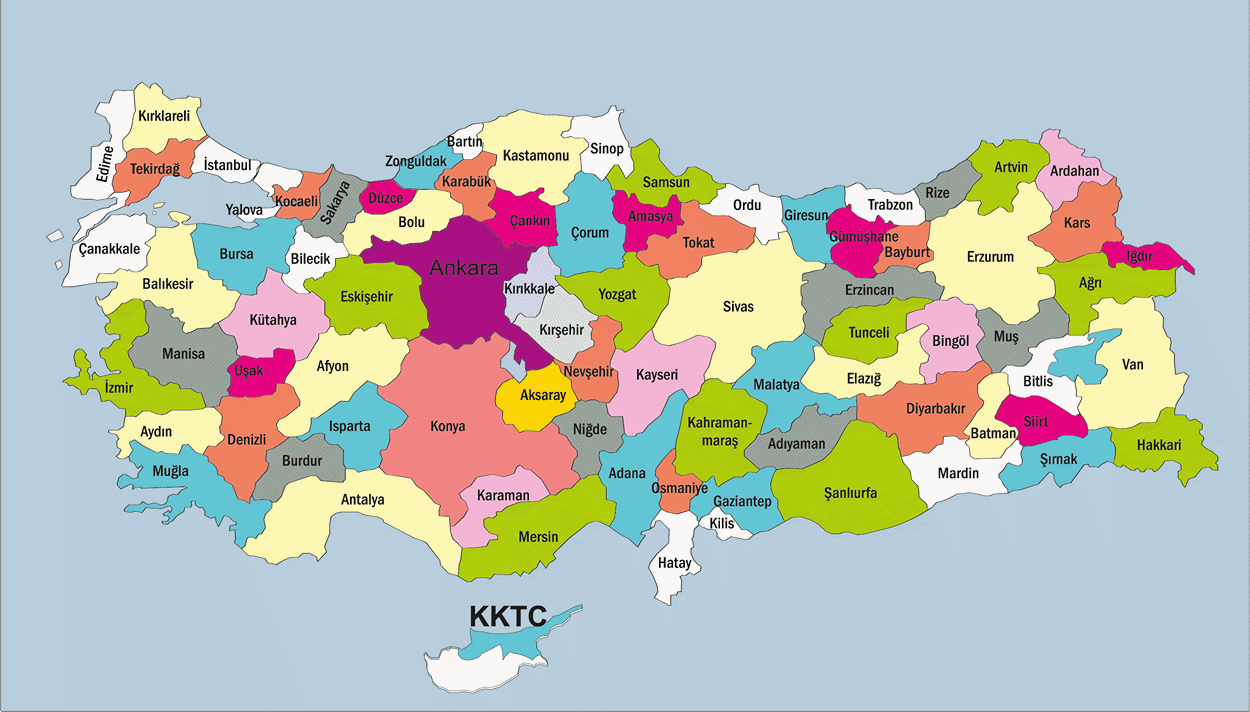 Kırklareli
Edirne
Tekirdağ
İstanbul
Kocaeli
Yalova
Sakarya
Düzce
Zonguldak
Bartın
Karabük
Kastamonu
Sinop
Samsun
Ordu
Giresun
Trabzon
Rize
Artvin
Ardahan
Çanakkale
Bursa
Bilecik
Bolu
Çankırı
Çorum
Amasya
Tokat
Gümüşhane
Bayburt
Erzurum
Kars
Iğdır
Ağrı
Balıkesir
Kütahya
Eskişehir
Ankara
Kırıkkale
Kırşehir
Yozgat
Sivas
Erzincan
Tunceli
Bingöl
Muş
Bitlis
Van
Manisa
İzmir
Uşak
Afyon
Konya
Aksaray
Nevşehir
Kayseri
Malatya
Elazığ
Diyarbakır
Batman
Siirt
Hakkari
Aydın
Denizli
Isparta
Burdur
Muğla
Antalya
Karaman
Niğde
Mersin
Adana
Kahraman-
maraş
Adıyaman
Osmaniye
Gaziantep
Kilis
Hatay
Şanlıurfa
Mardin
Şırnak
KKTC